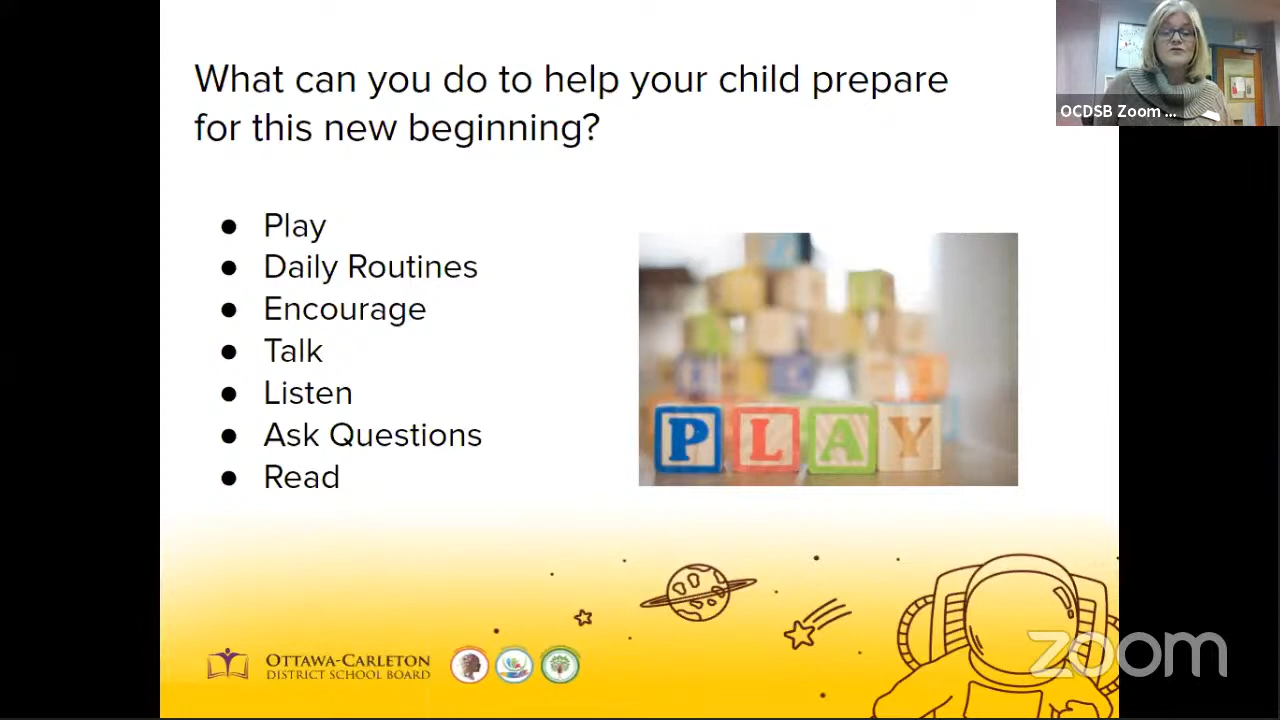 What can you do to help your child prepare
for this new beginning?
OCDSB Zoom ...
● Play
● Daily Routines
● Encourage
● Talk
● Listen
● Ask Questions
● Read
PLAY
OTTAWA-CARLETON
DISTRICT SCHOOL BOARD
zoom